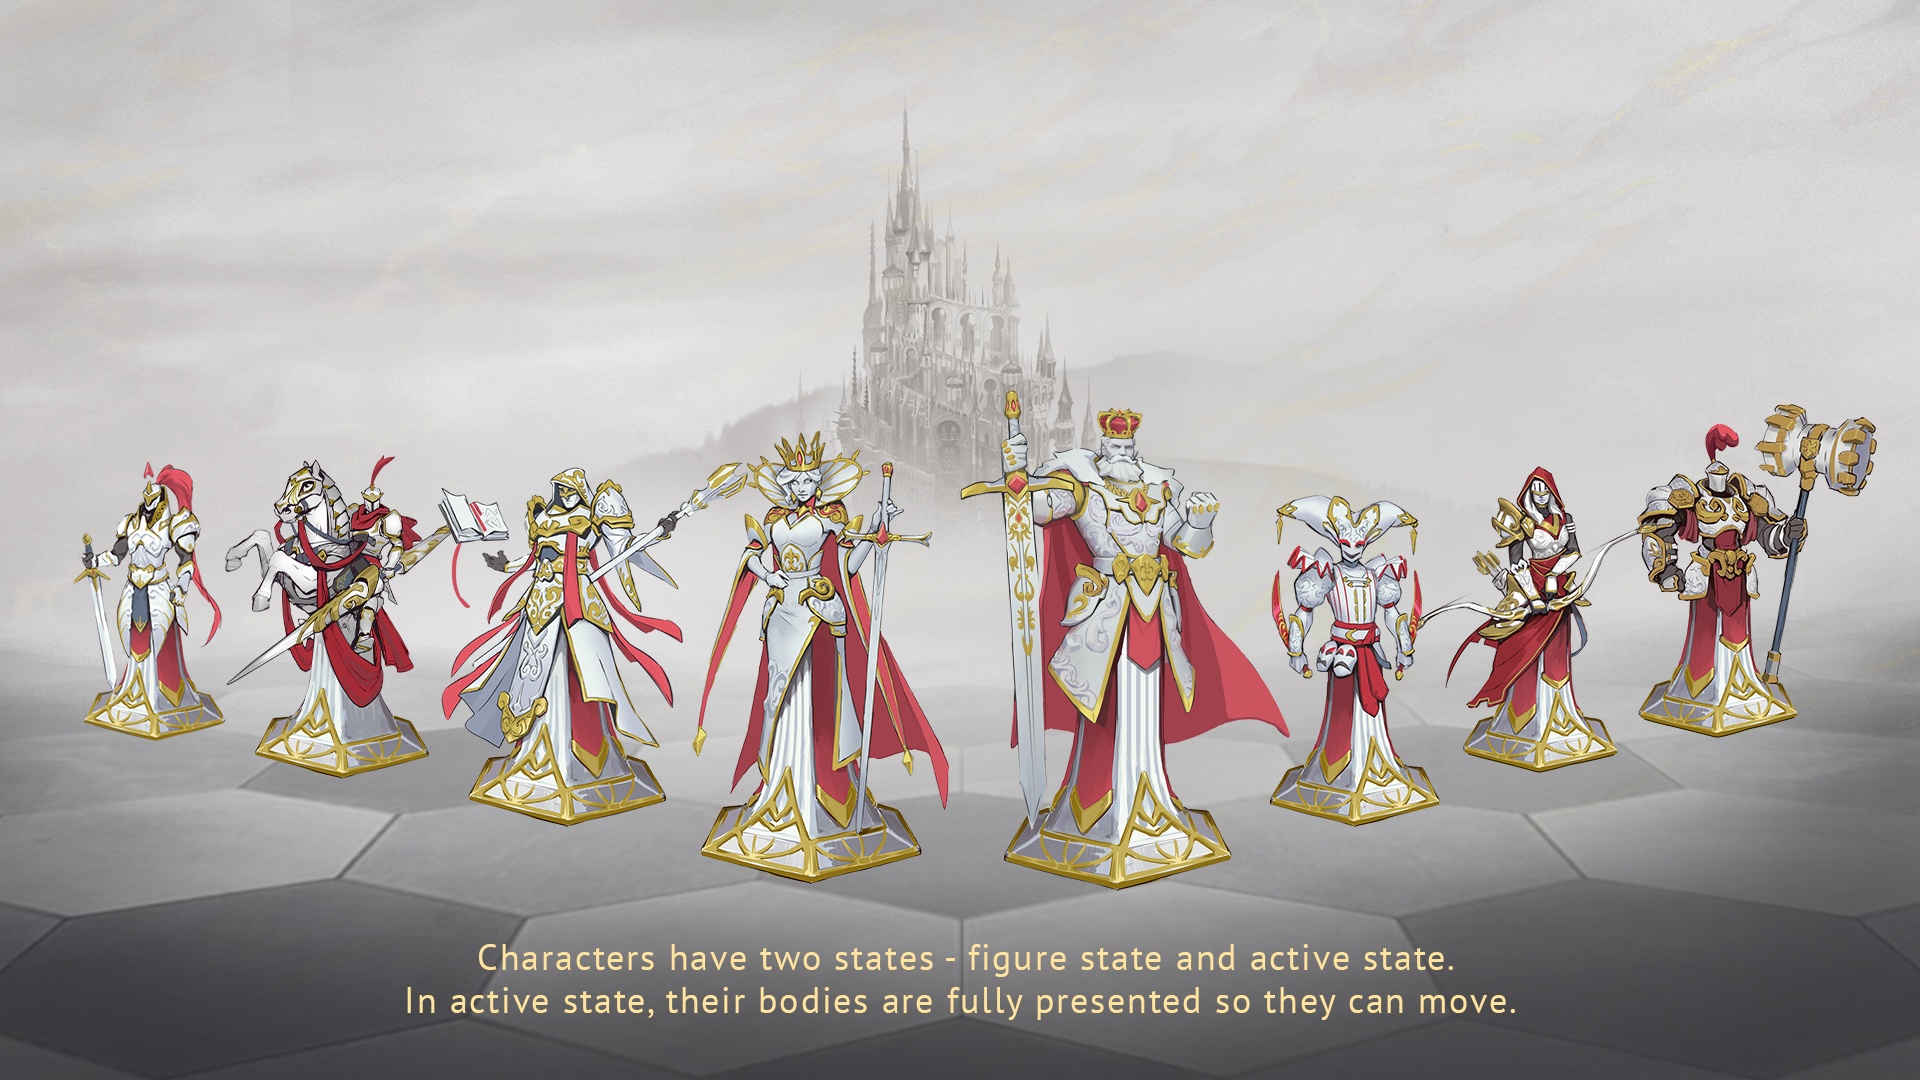 Characters have two states - figure state and active state.
In active state, their bodies are fully presented so they can move.